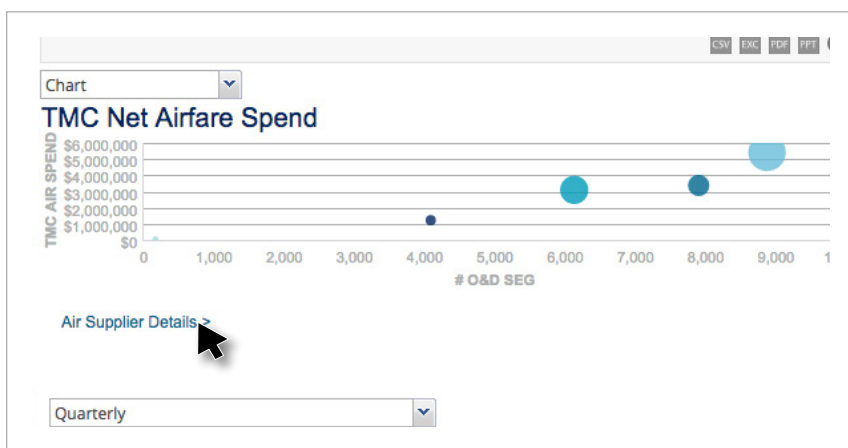 CSV EXC PDF PPT
Chart
TMC Net Airfare Spend
TMC AIR SPEND
$6,000,000
$5,000,000
$4,000,000
$3,000,000
$2,000,000
$1,000,000
$0
0 1,000 2,000 3,000 4,000 5,000 6,000 7,000 8,000 9,000 1
# O&D SEG
Air Supplier Details >
Quarterly